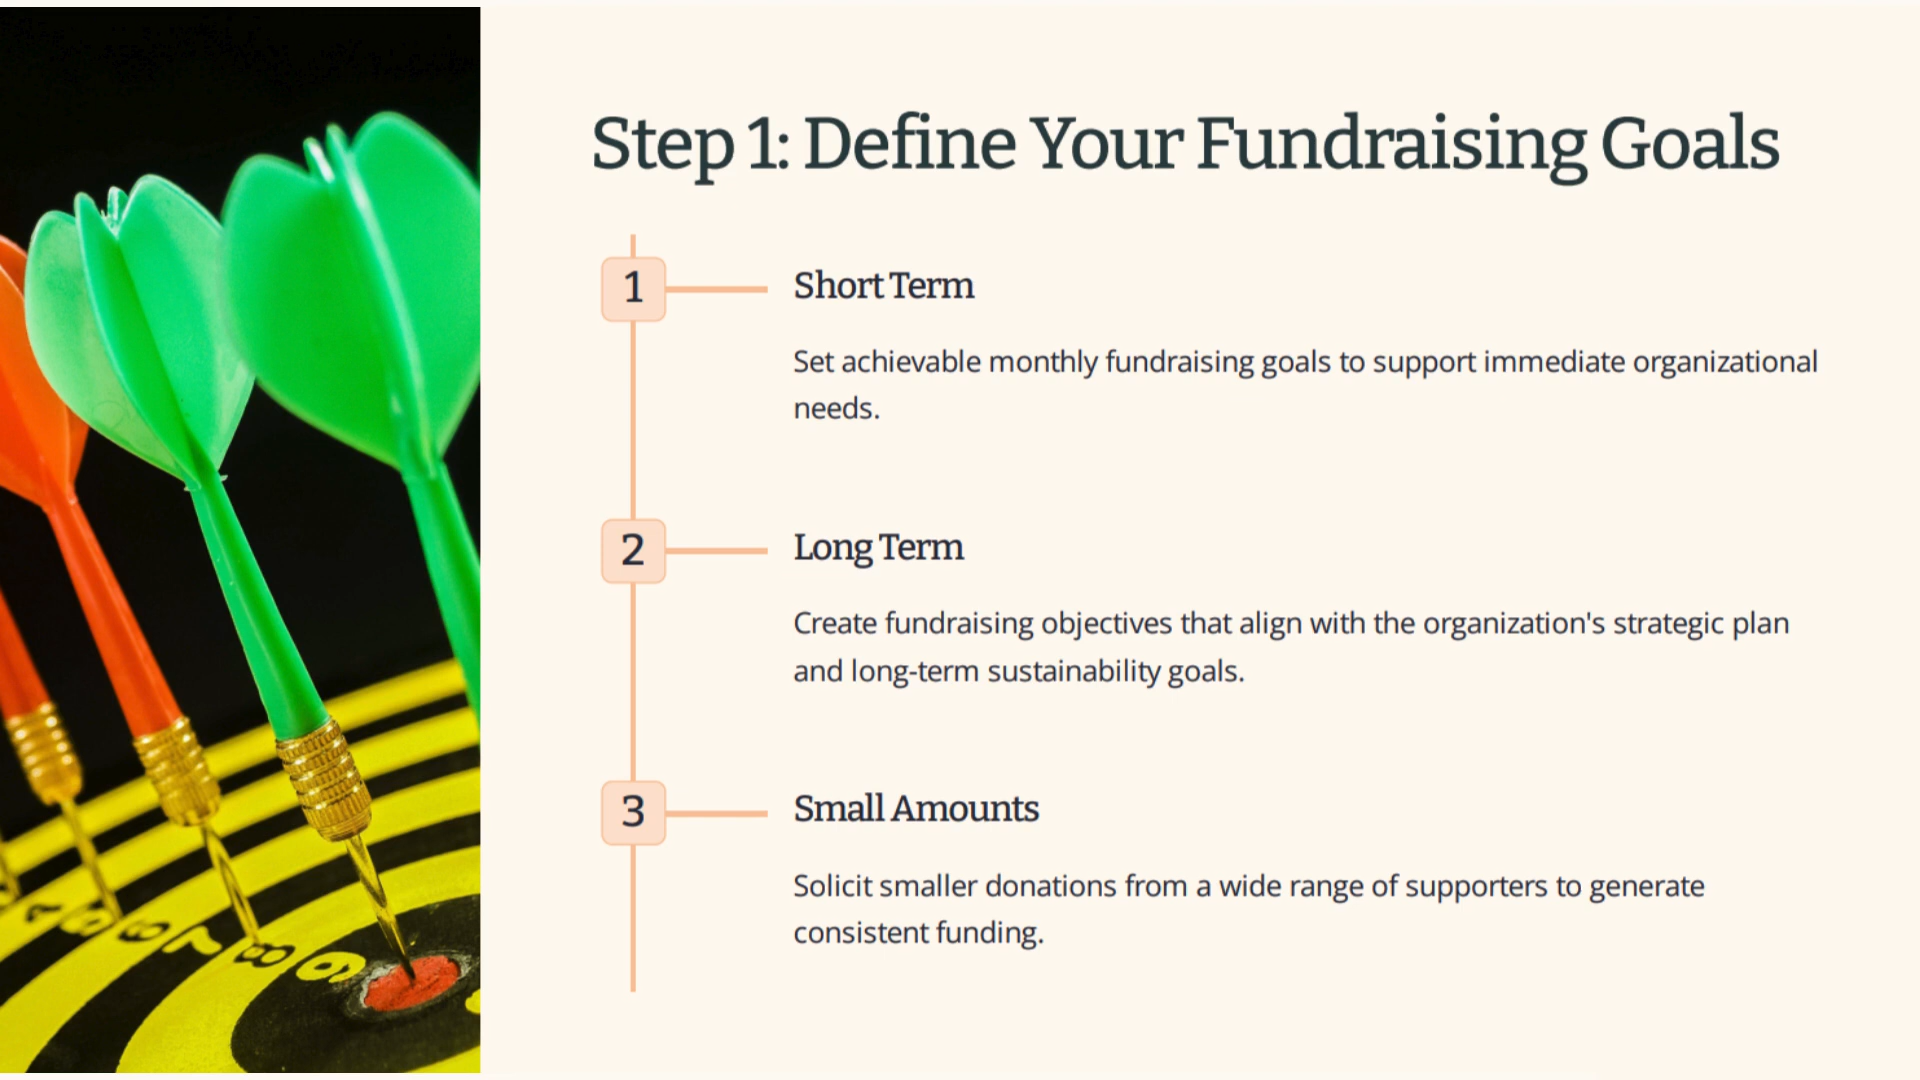 Step 1: Define Your Fundraising Goals
1
Short Term
Set achievable monthly fundraising goals to support immediate organizational
needs.
2
Long Term
Create fundraising objectives that align with the organization's strategic plan
and long-term sustainability goals.
3
Small Amounts
Solicit smaller donations from a wide range of supporters to generate
consistent funding.